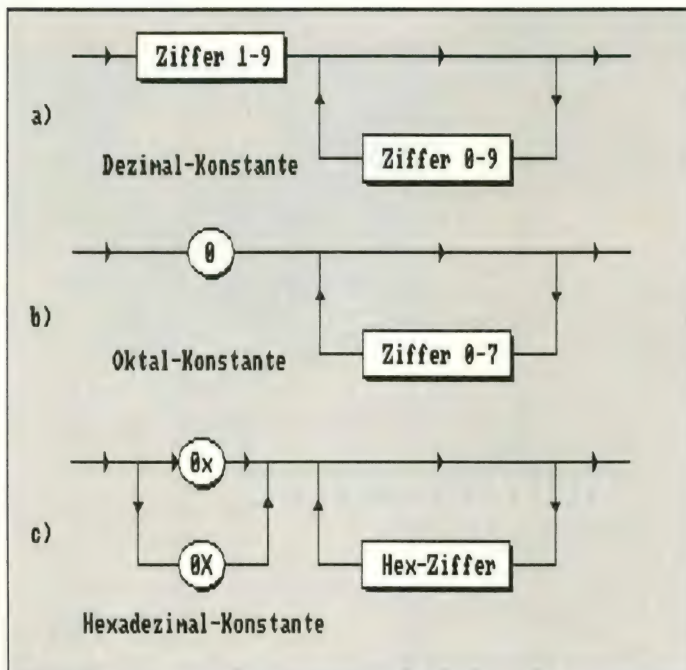 Ziffer 1-9
a)
Ziffer 0-9
Dezimal-Konstante
0
b)
Ziffer 0-7
Oktal-Konstante
0x
c)
0X
Hex-Ziffer
Hexadezimal-Konstante